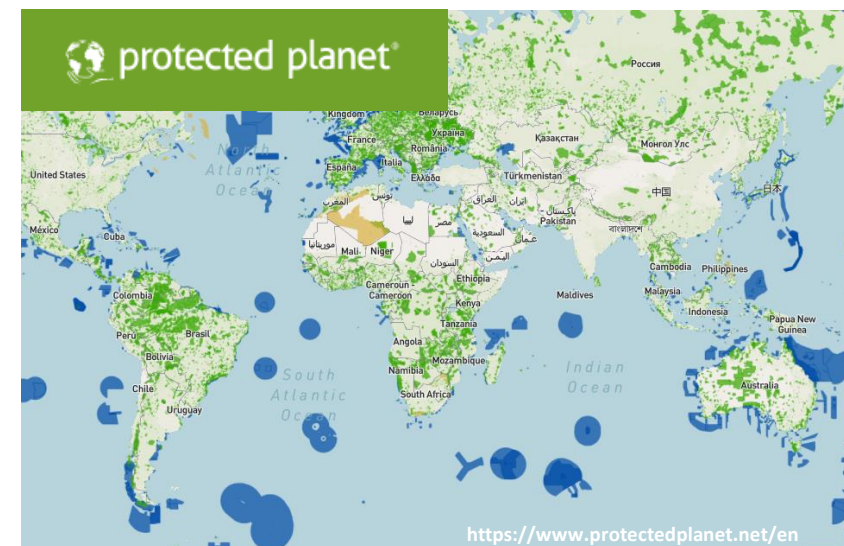 protected planet®
Россия
Kingdom
Беларусь
Україна
Қазақстан
Монгол Улс
France
România
North
Atlantic
Ocean
España
Italia
Ελλάδα
Türkmenistan
中国
日本
United States
المغرب
تونس
العراق
ایران
پاکستان
Pakistan
ليبيا
مصر
السعودية
عمان
বাংলাদেশ
México
Cuba
موريتانيا
Mali
Niger
السودان
اليمن
Cambodia
Philippines
Ethiopia
Cameroun
Cameroon
Colombia
Kenya
Maldives
Malaysia
Indonesia
Papua New
Guinea
Perú
Brasil
Tanzania
Angola
Bolivia
Mozambique
Namibia
South
Atlantic
Ocean
Indian
Ocean
Chile
South Africa
Australia
Uruguay
https://www.protectedplanet.net/en